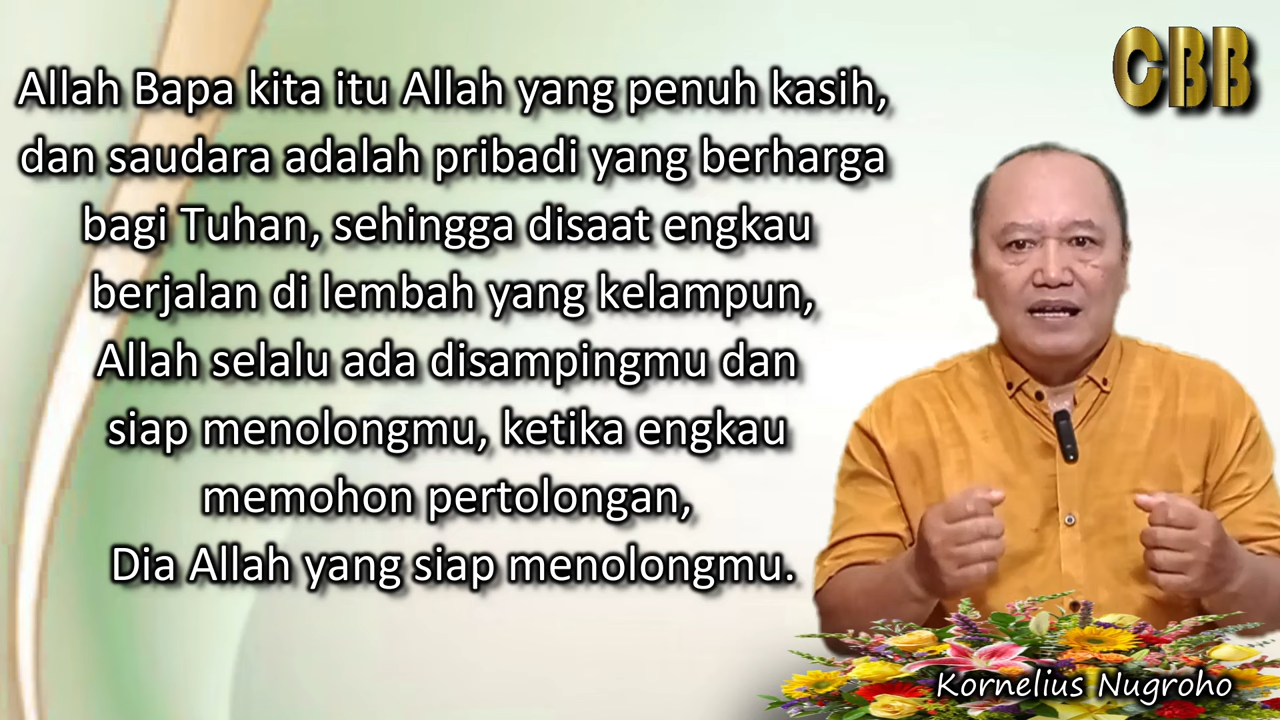 CBB
Allah Bapa kita itu Allah yang penuh kasih,
dan saudara adalah pribadi yang berharga
bagi Tuhan, sehingga disaat engkau
berjalan di lembah yang kelampun,
Allah selalu ada disampingmu dan
siap menolongmu, ketika engkau
memohon pertolongan,
Dia Allah yang siap menolongmu.
Kornelius Nugroho